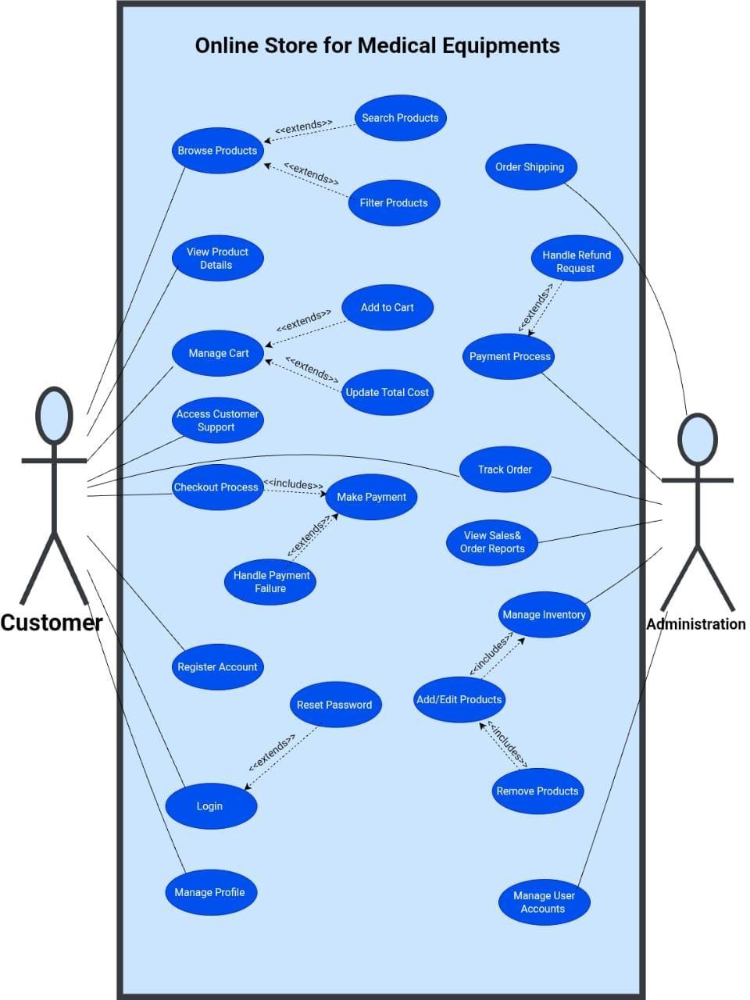 Online Store for Medical Equipments
Search Products
<<extends>>
Browse Products
Order Shipping
<<extends>>
Filter Products
View Product
Details
Handle Refund
Request
<<extends>>
Add to Cart
<<extends>>
Manage Cart
Payment Process
<<extends>>
Update Total Cost
Access Customer
Support
Track Order
Checkout Process
<<includes>>
Make Payment
<<extends>>
View Sales&
Order Reports
Handle Payment
Failure
Manage Inventory
Customer
Administration
<<includes>>
Register Account
Add/Edit Products
Reset Password
<<includes>>
<<extends>>
Remove Products
Login
Manage Profile
Manage User
Accounts